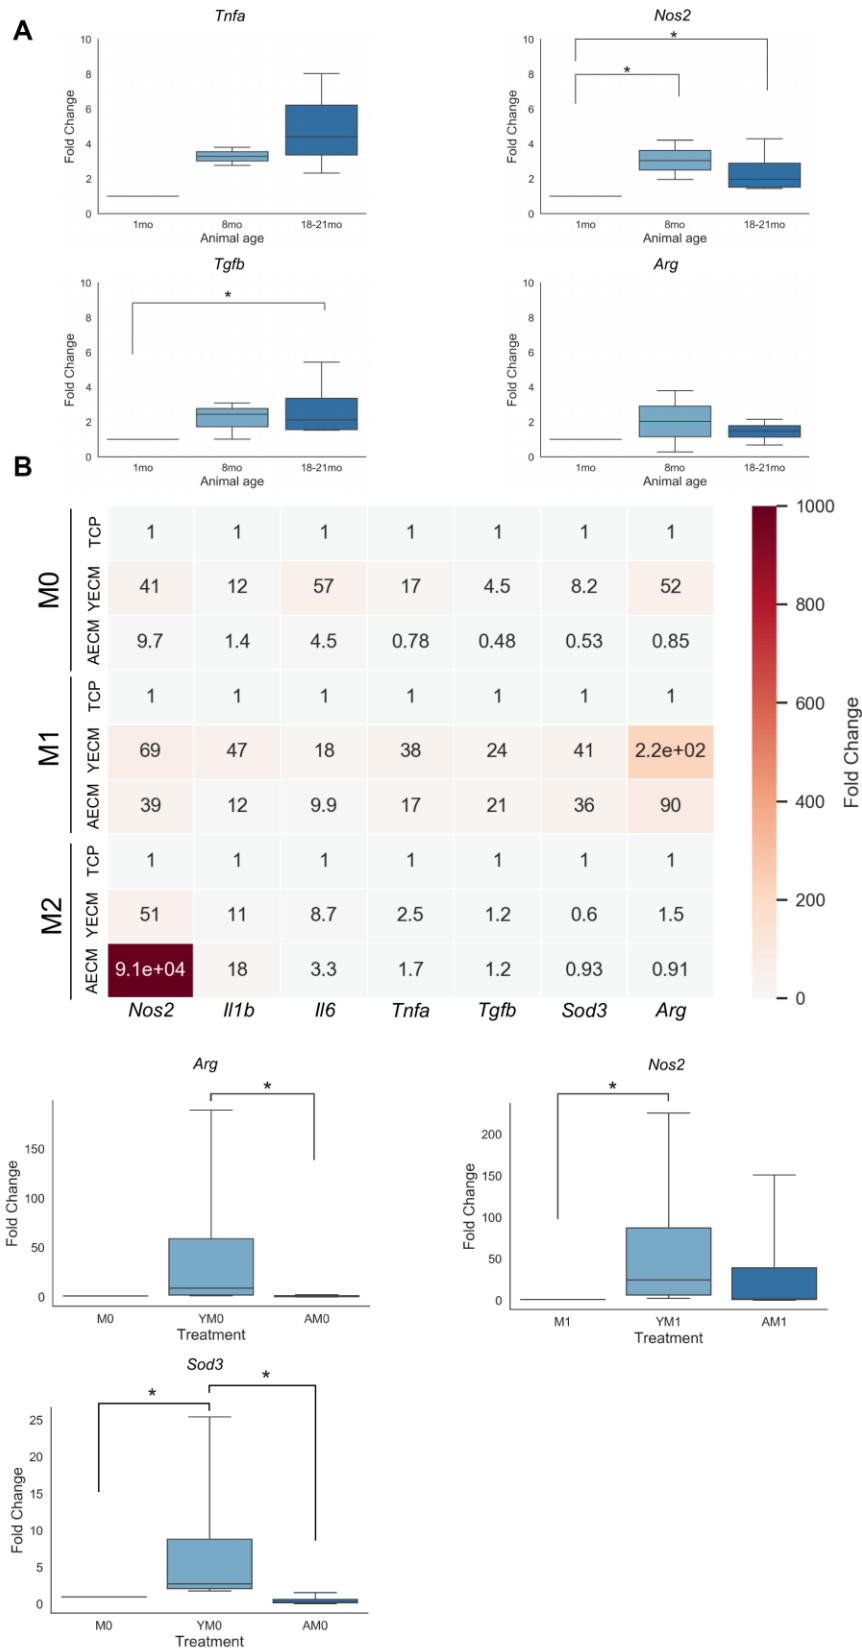 A
Tnfa
Nos2
10
8
6
4
2
0
Fold Change
1mo 8mo 18-21mo
Animal age
*
*
10
8
6
4
2
0
Fold Change
1mo 8mo 18-21mo
Animal age
Tgfb
Arg
*
10
8
6
4
2
0
Fold Change
1mo 8mo 18-21mo
Animal age
10
8
6
4
2
0
Fold Change
1mo 8mo 18-21mo
Animal age
B
M0
TCP 1 1 1 1 1 1 1
YECM 41 12 57 17 4.5 8.2 52
AECM 9.7 1.4 4.5 0.78 0.48 0.53 0.85
M1
TCP 1 1 1 1 1 1 1
YECM 69 47 18 38 24 41 2.2e+02
AECM 39 12 9.9 17 21 36 90
M2
TCP 1 1 1 1 1 1 1
YECM 51 11 8.7 2.5 1.2 0.6 1.5
AECM 9.1e+04 18 3.3 1.7 1.2 0.93 0.91
Nos2 Il1b Il6 Tnfa Tgfb Sod3 Arg
1000
800
600
400
200
0
Fold Change
Arg
*
150
100
50
0
Fold Change
M0 YM0 AM0
Treatment
Nos2
*
200
150
100
50
0
Fold Change
M1 YM1 AM1
Treatment
Sod3
*
*
25
20
15
10
5
0
Fold Change
M0 YM0 AM0
Treatment